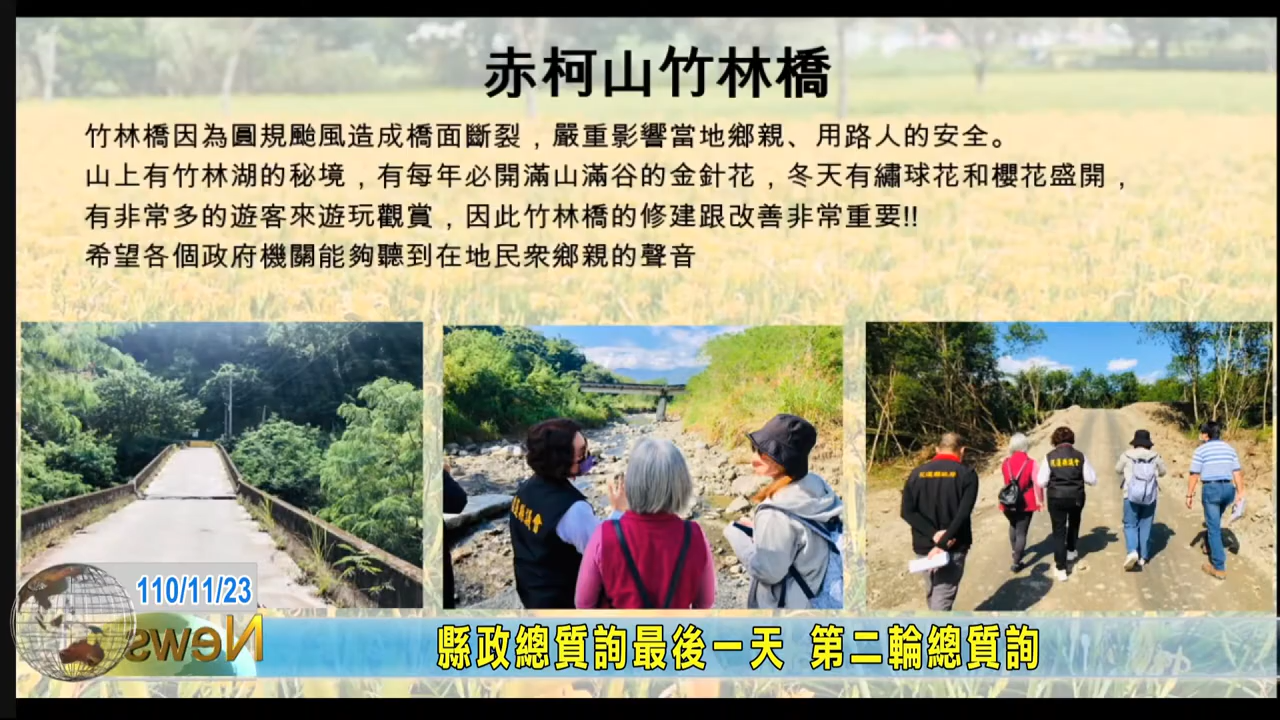 赤柯山竹林橋
竹林橋因為圓規颱風造成橋面斷裂，嚴重影響當地鄉親、用路人的安全。
山上有竹林湖的秘境，有每年必開滿山滿谷的金針花，冬天有繡球花和櫻花盛開，
有非常多的遊客來遊玩觀賞，因此竹林橋的修建跟改善非常重要!!
希望各個政府機關能夠聽到在地民眾鄉親的聲音
縣議會
蓮縣議會
110/11/23
News
縣政總質詢最後一天 第二輪總質詢